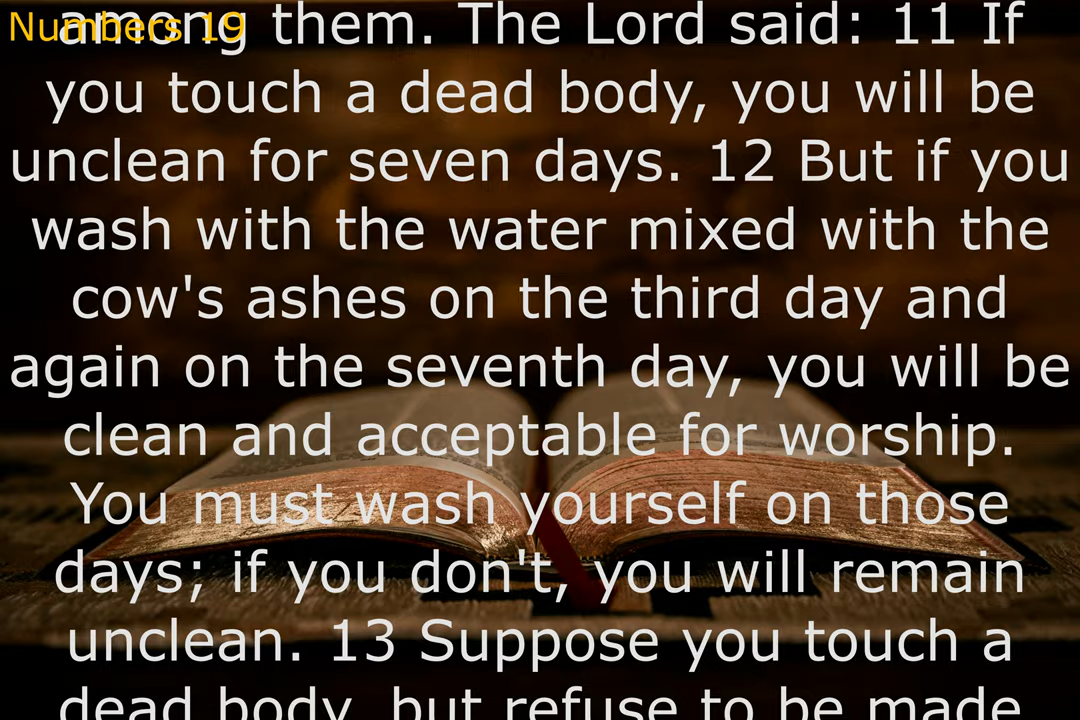 Numbers 19
among them. The Lord said: 11 If
you touch a dead body, you will be
unclean for seven days. 12 But if you
wash with the water mixed with the
cow's ashes on the third day and
again on the seventh day, you will be
clean and acceptable for worship.
You must wash yourself on those
days; if you don't, you will remain
unclean. 13 Suppose you touch a
dead body, but refuse to be made